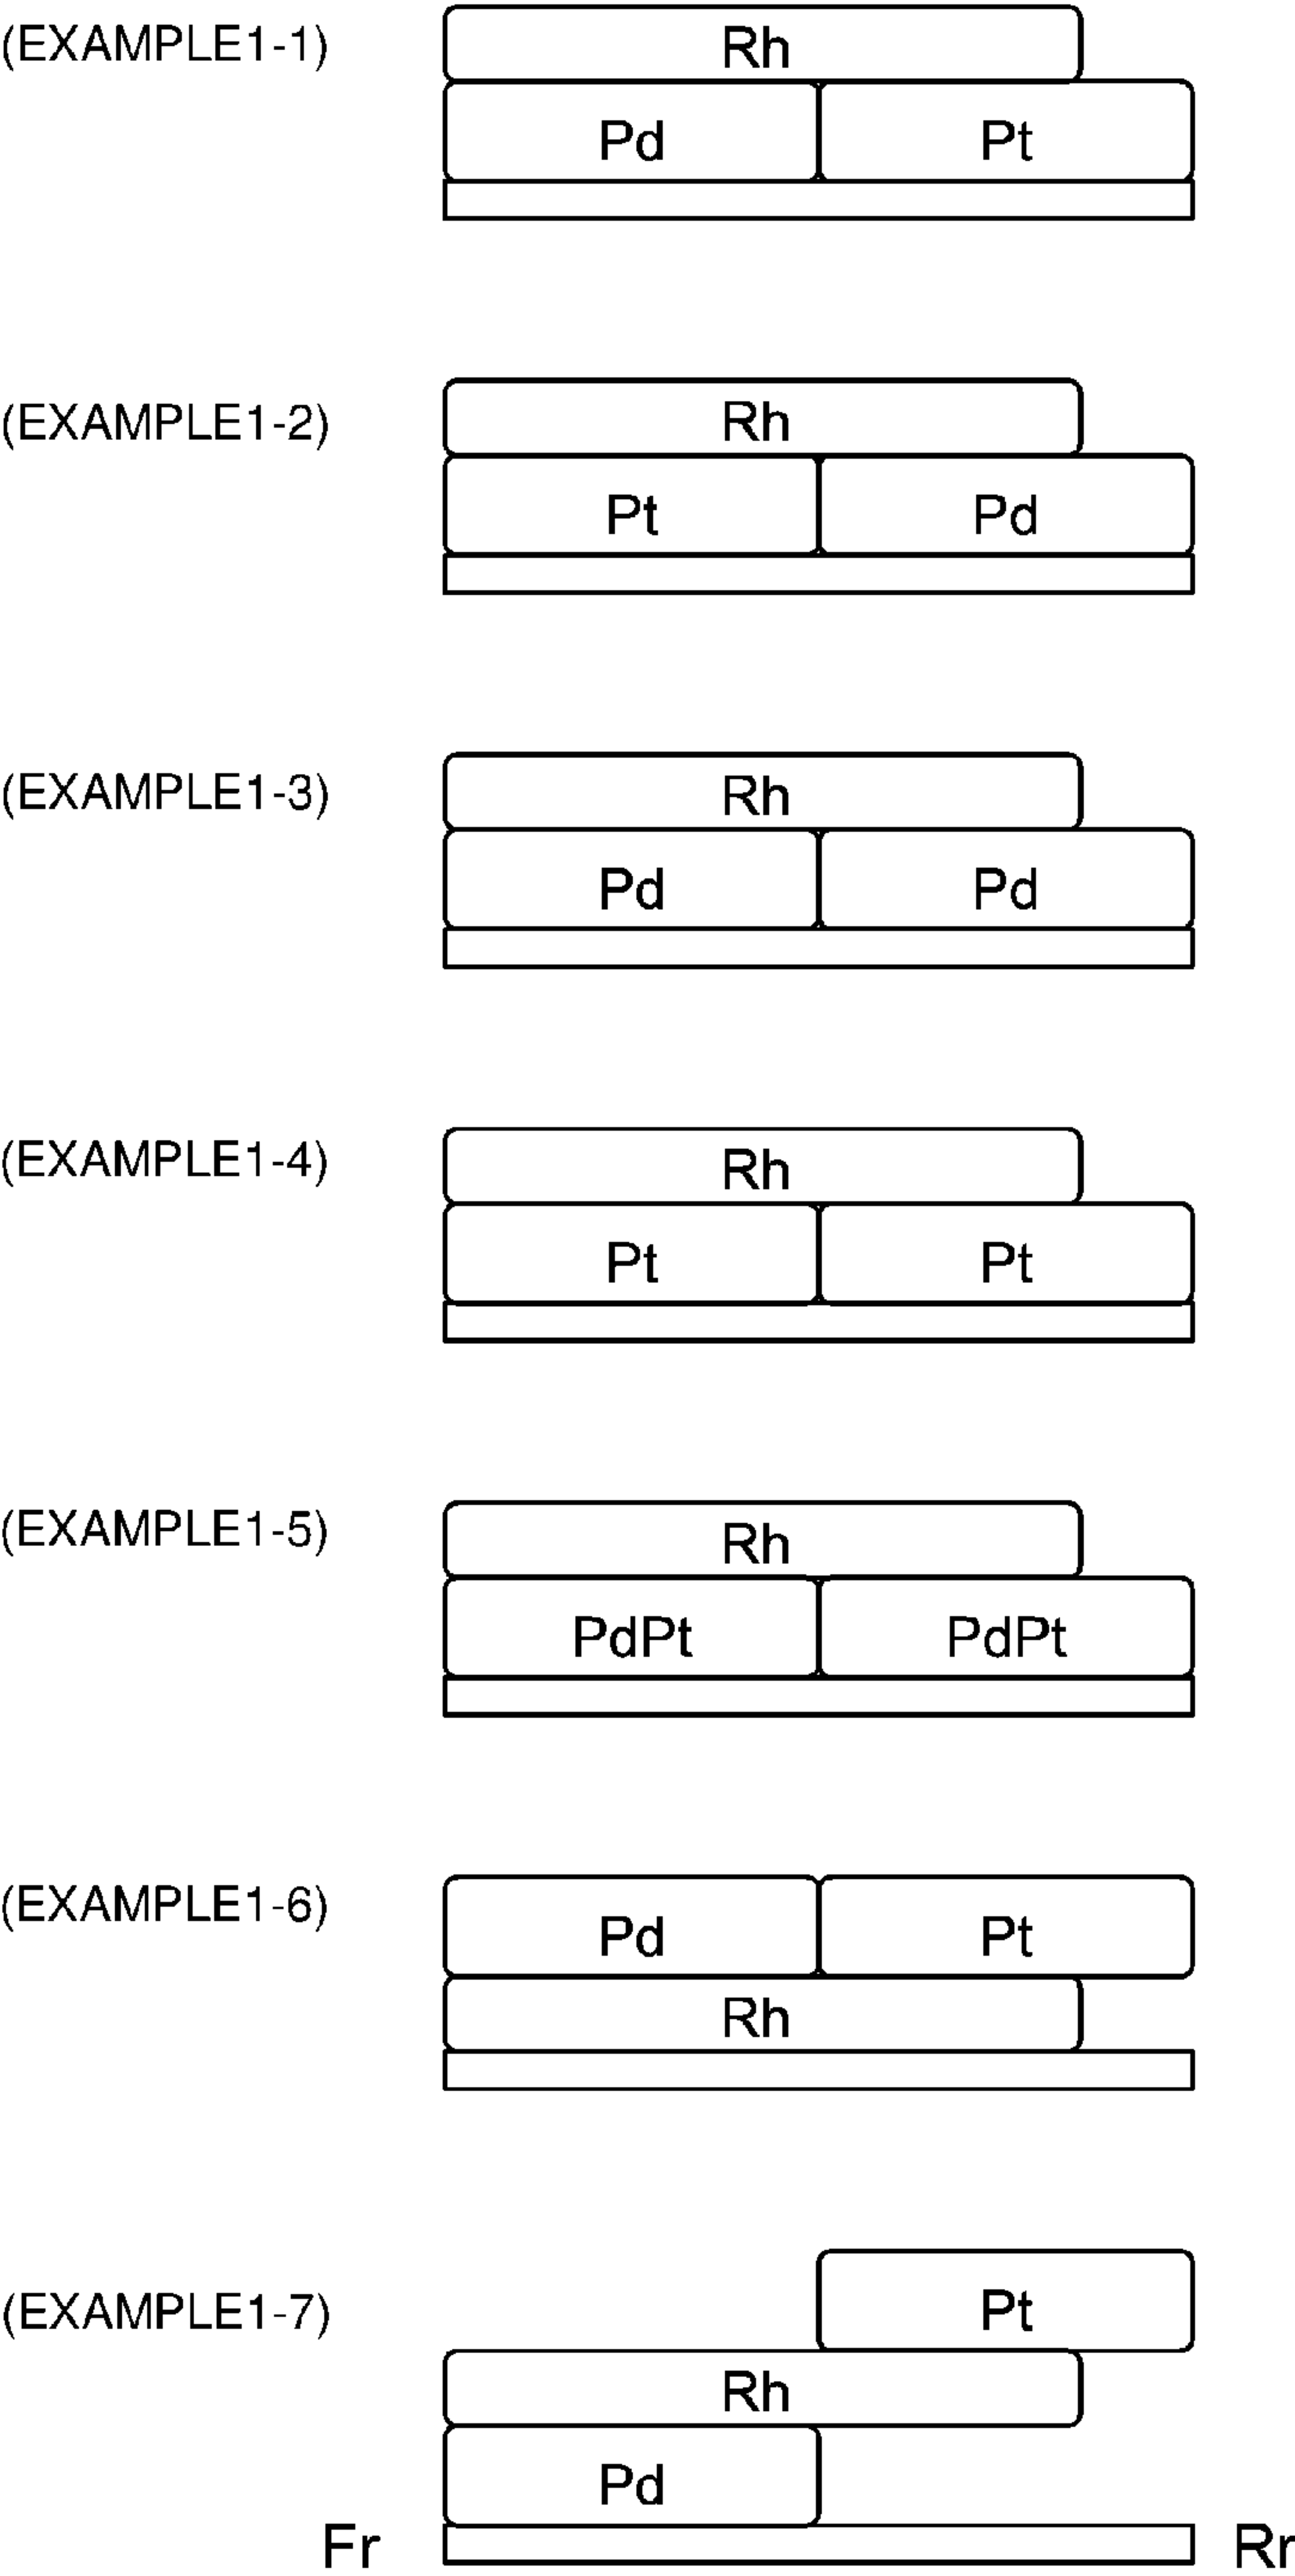 (EXAMPLE1-1)
Rh
Pd Pt
(EXAMPLE1-2)
Rh
Pt Pd
(EXAMPLE1-3)
Rh
Pd Pd
(EXAMPLE1-4)
Rh
Pt Pt
(EXAMPLE1-5)
Rh
PdPt PdPt
(EXAMPLE1-6)
Pd Pt
Rh
(EXAMPLE1-7)
Pt
Rh
Pd
Fr Rr